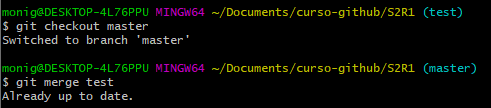 monig@DESKTOP-4L76PPU MINGW64 ~/Documents/curso-github/S2R1 (test)
$ git checkout master
Switched to branch 'master'
monig@DESKTOP-4L76PPU MINGW64 ~/Documents/curso-github/S2R1 (master)
$ git merge test
Already up to date.